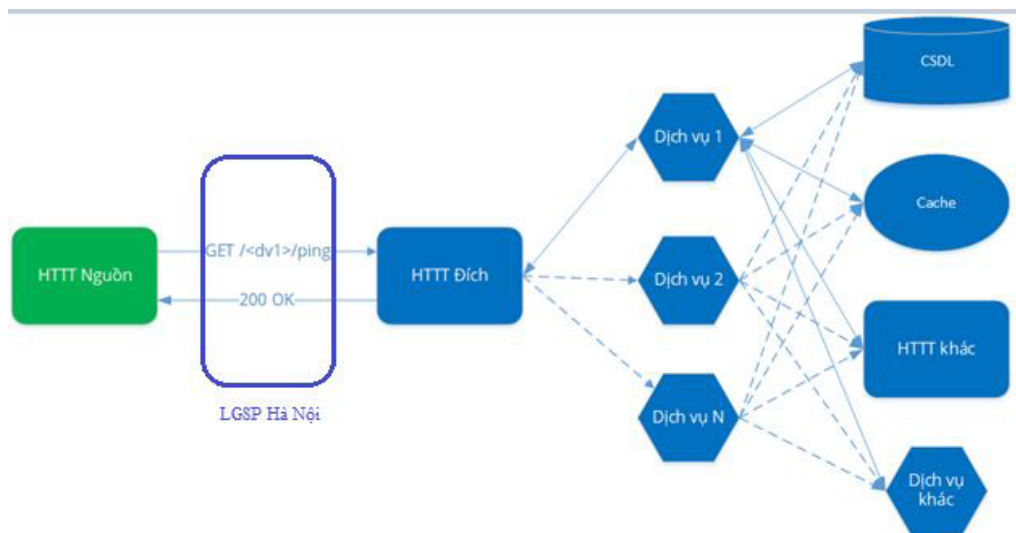 HTTT Nguồn
GET /<dv1>/ping
200 OK
LGSP Hà Nội
HTTT Đích
Dịch vụ 1
Dịch vụ 2
Dịch vụ N
CSDL
Cache
HTTT khác
Dịch vụ
khác